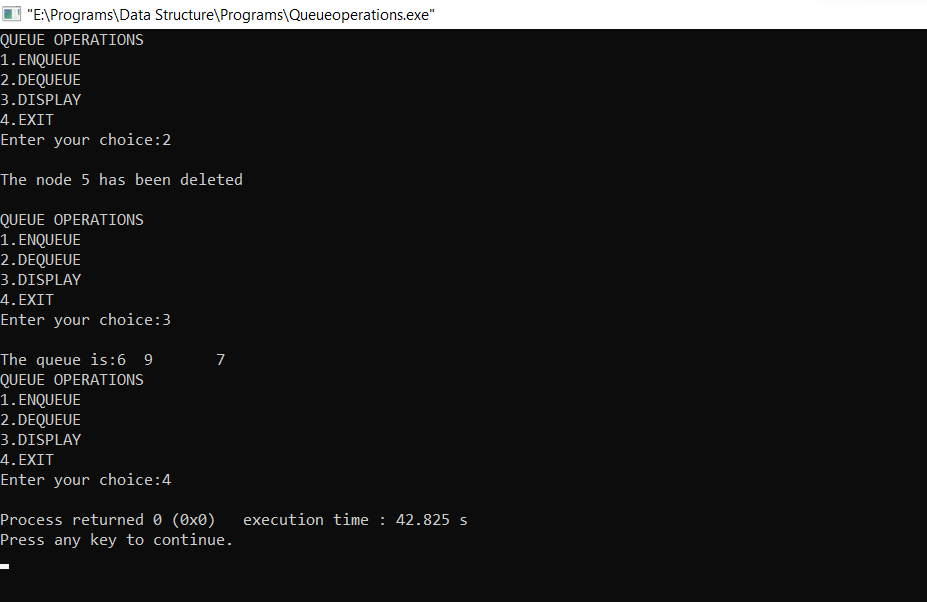 "E:\Programs\Data Structure\Programs\Queueoperations.exe"
QUEUE OPERATIONS
1.ENQUEUE
2.DEQUEUE
3.DISPLAY
4.EXIT
Enter your choice:2
The node 5 has been deleted
QUEUE OPERATIONS
1.ENQUEUE
2.DEQUEUE
3.DISPLAY
4.EXIT
Enter your choice:3
The queue is:6  9       7
QUEUE OPERATIONS
1.ENQUEUE
2.DEQUEUE
3.DISPLAY
4.EXIT
Enter your choice:4
Process returned 0 (0x0)   execution time : 42.825 s
Press any key to continue.